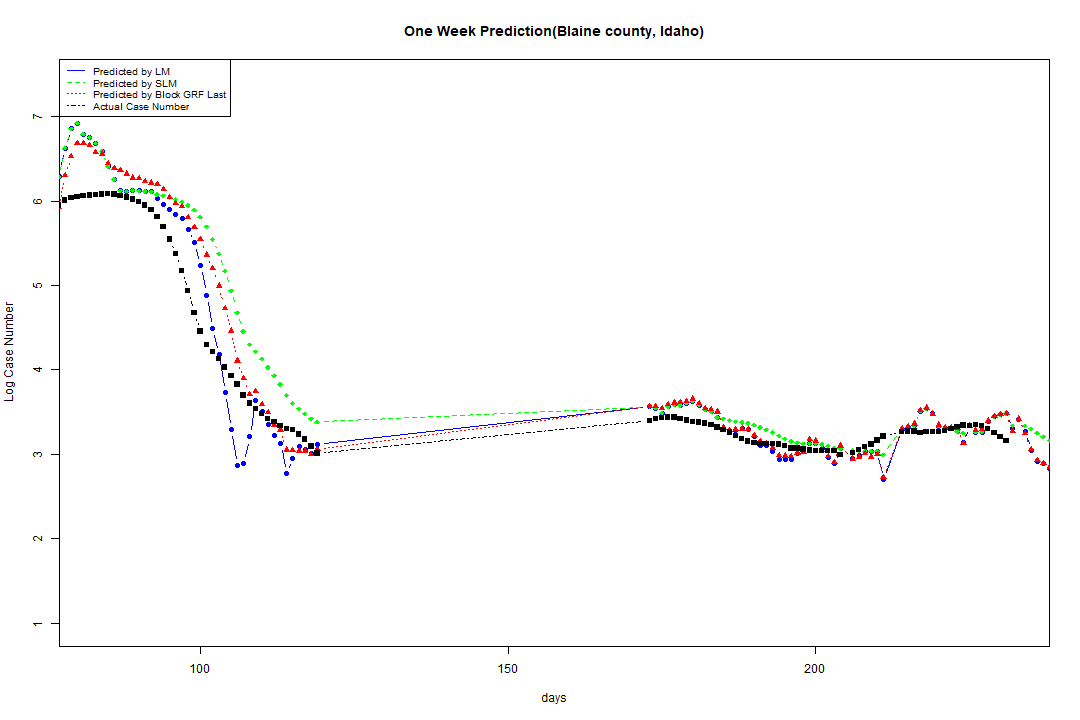 One Week Prediction(Blaine county, Idaho)
Predicted by LM
Predicted by SLM
Predicted by Block GRF Last
Actual Case Number
7
6
5
4
3
2
1
Log Case Number
100 150 200
days